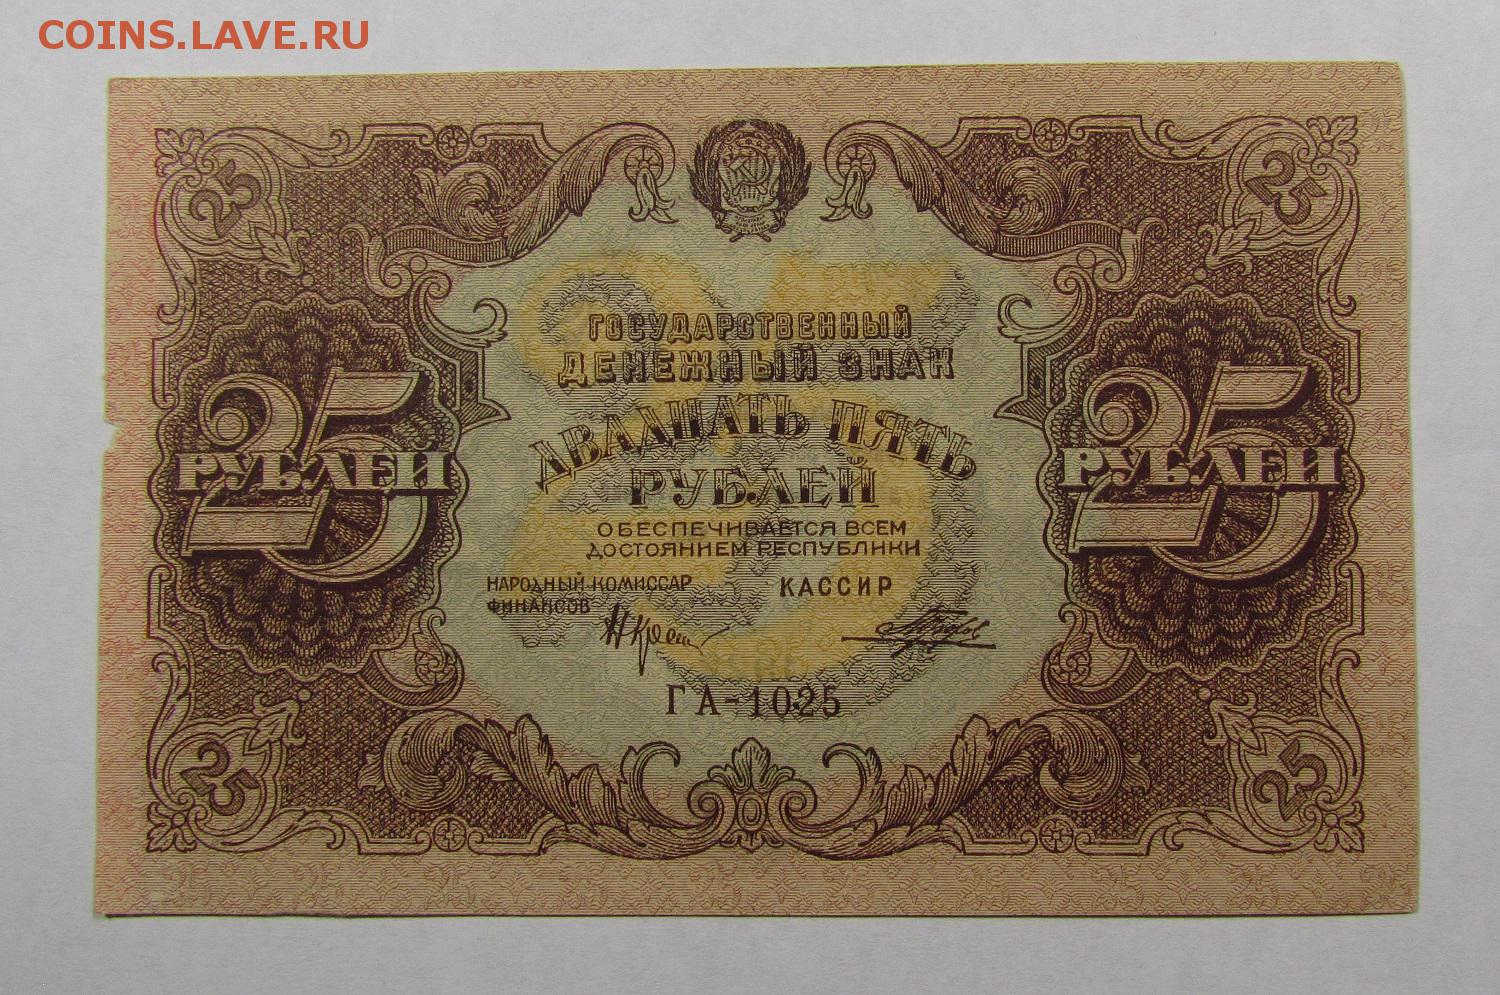 COINS.LAVE.RU
25
25
ГОСУДАРСТВЕННЫЙ
ДЕНЕЖНЫЙ ЗНАК
ДВАДЦАТЬ ПЯТЬ
РУБЛЕЙ
25
РУБЛЕЙ
25
РУБЛЕЙ
ОБЕСПЕЧИВАЕТСЯ ВСЕМ
ДОСТОЯНИЕМ РЕСПУБЛИКИ
НАРОДНЫЙ КОМИССАР
ФИНАНСОВ
КАССИР
ГА-1025
25
25